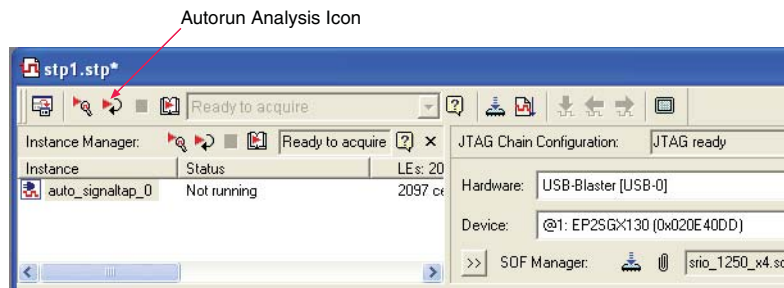 Autorun Analysis Icon
stp1.stp*
Ready to acquire
Instance Manager: Ready to acquire JTAG Chain Configuration: JTAG ready
Instance Status LEs: 20
auto_signaltap_0 Not running 2097 ce
Hardware: USB-Blaster [USB-0]
Device: @1: EP2SGX130 (0x020E40DD)
>> SOF Manager: srio_1250_x4.so